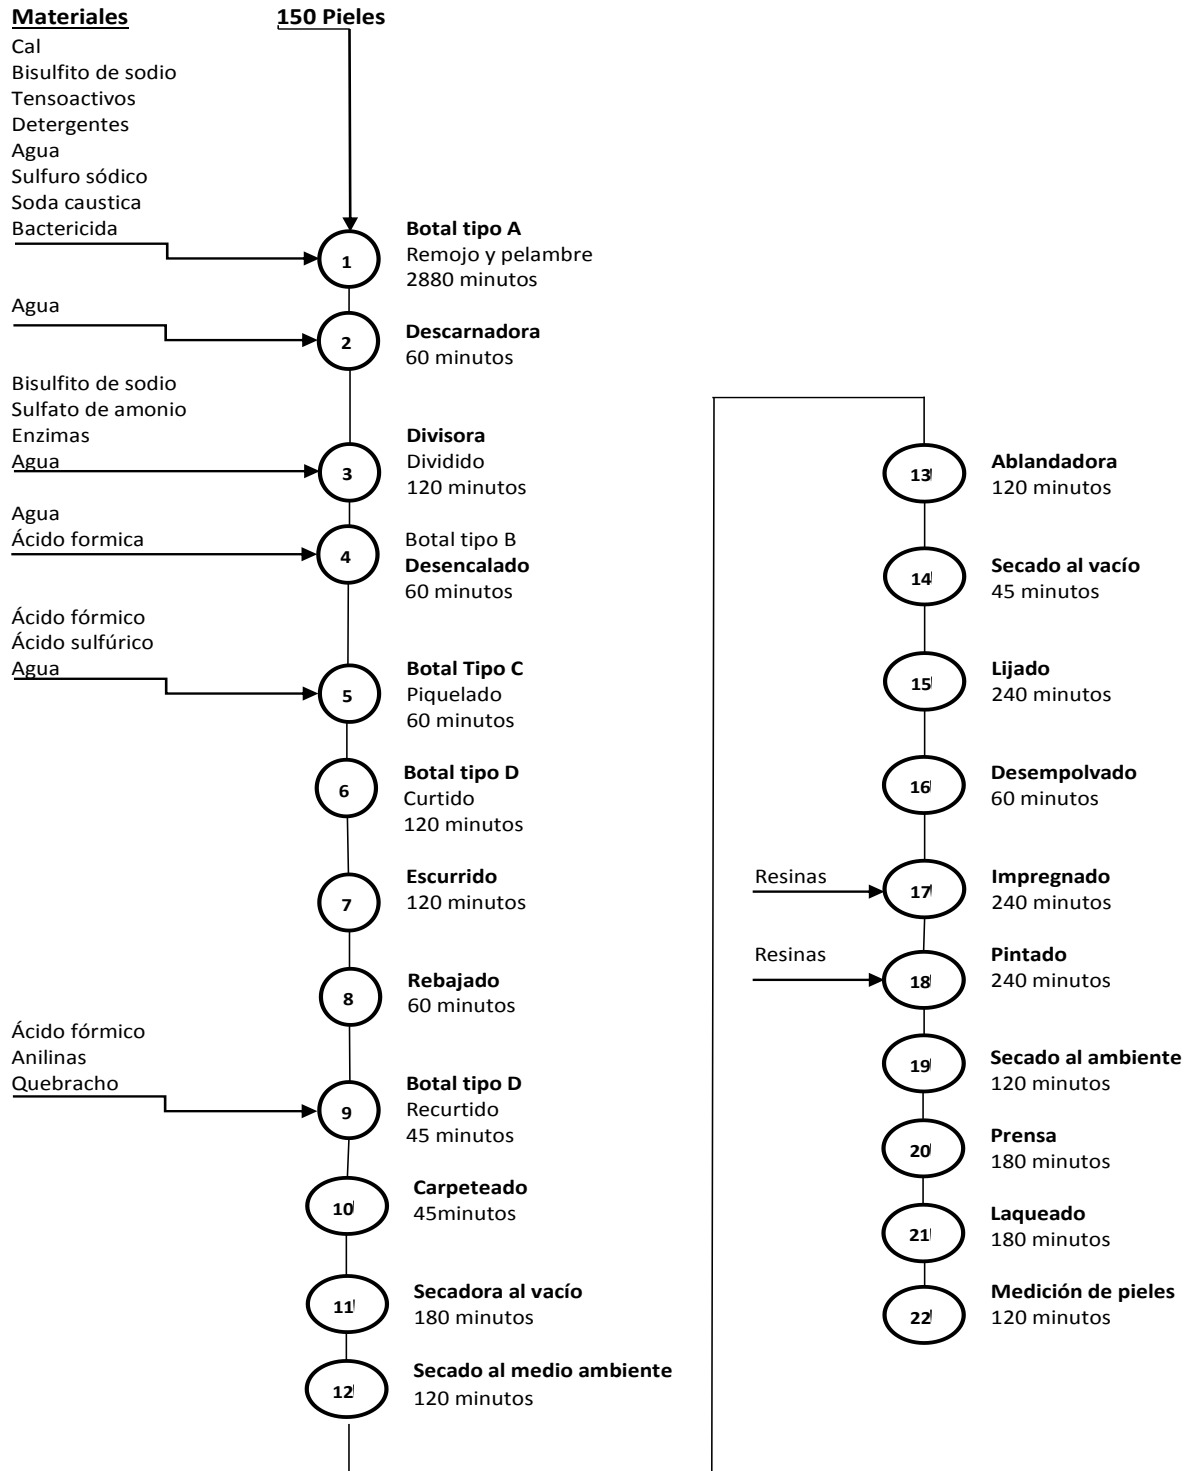 Materiales
150 Pieles
Cal
Bisulfito de sodio
Tensoactivos
Detergentes
Agua
Sulfuro sódico
Soda caustica
Bactericida
1
Botal tipo A
Remojo y pelambre
2880 minutos
Agua
2
Descarnadora
60 minutos
Bisulfito de sodio
Sulfato de amonio
Enzimas
Agua
3
Divisora
Dividido
120 minutos
Agua
Ácido formica
4
Botal tipo B
Desencalado
60 minutos
Ácido fórmico
Ácido sulfúrico
Agua
5
Botal Tipo C
Piquelado
60 minutos
6
Botal tipo D
Curtido
120 minutos
7
Escurrido
120 minutos
8
Rebajado
60 minutos
Ácido fórmico
Anilinas
Quebracho
9
Botal tipo D
Recurtido
45 minutos
10
Carpeteado
45minutos
11
Secadora al vacío
180 minutos
12
Secado al medio ambiente
120 minutos
13
Ablandadora
120 minutos
14
Secado al vacío
45 minutos
15
Lijado
240 minutos
16
Desempolvado
60 minutos
Resinas
17
Impregnado
240 minutos
Resinas
18
Pintado
240 minutos
19
Secado al ambiente
120 minutos
20
Prensa
180 minutos
21
Laqueado
180 minutos
22
Medición de pieles
120 minutos